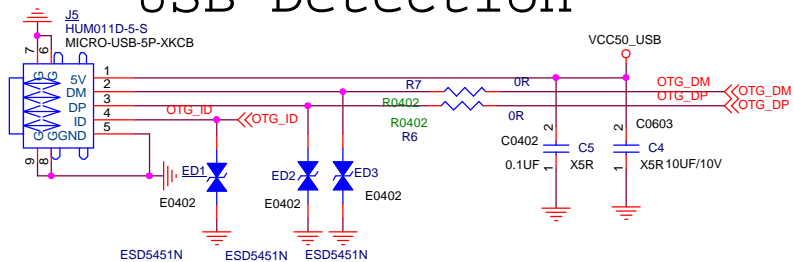 USB Detection
J5
HUM011D-5-S
MICRO-USB-5P-XKCB
VCC50_USB
7
6
G
G
5V
1
DM
2
R7
0R
OTG_DM
OTG_DM
DP
3
R0402
OTG_DP
OTG_DP
ID
4
OTG_ID
OTG_ID
R0402
0R
GND
5
R6
G
G
9
8
2
C0402
C5
0.1UF
X5R
1
2
C0603
C4
X5R
10UF/10V
1
ED1
ED2
ED3
E0402
E0402
E0402
ESD5451N
ESD5451N
ESD5451N